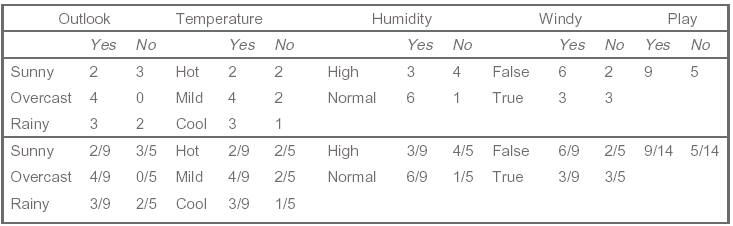 Outlook Temperature Humidity Windy Play
Yes No Yes No Yes No Yes No Yes No
Sunny 2 3 Hot 2 2 High 3 4 False 6 2 9 5
Overcast 4 0 Mild 4 2 Normal 6 1 True 3 3
Rainy 3 2 Cool 3 1
Sunny 2/9 3/5 Hot 2/9 2/5 High 3/9 4/5 False 6/9 2/5 9/14 5/14
Overcast 4/9 0/5 Mild 4/9 2/5 Normal 6/9 1/5 True 3/9 3/5
Rainy 3/9 2/5 Cool 3/9 1/5